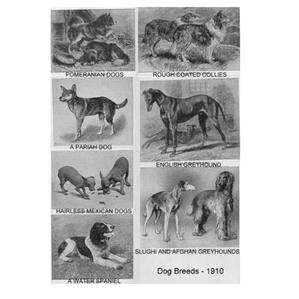 POMERANIAN DOGS
ROUGH COATED COLLIES
A PARIAH DOG
ENGLISH GREYHOUND
HAIRLESS MEXICAN DOGS
SLUGHI AND AFGHAN GREYHOUNDS
A WATER SPANIEL
Dog Breeds - 1910